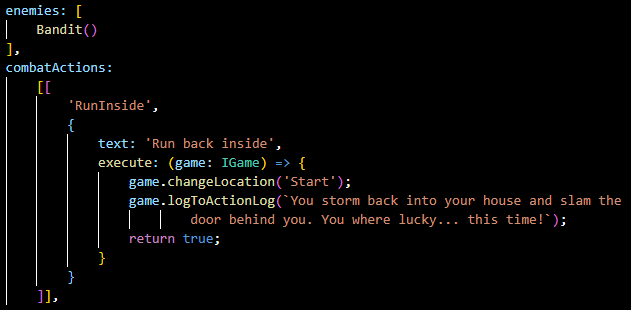 enemies: [
Bandit()
],
combatActions:
[[
'RunInside',
{
text: 'Run back inside',
execute: (game: IGame) => {
game.changeLocation('Start');
game.logToActionLog(`You storm back into your house and slam the
door behind you. You where lucky... this time!`);
return true;
}
}
]],